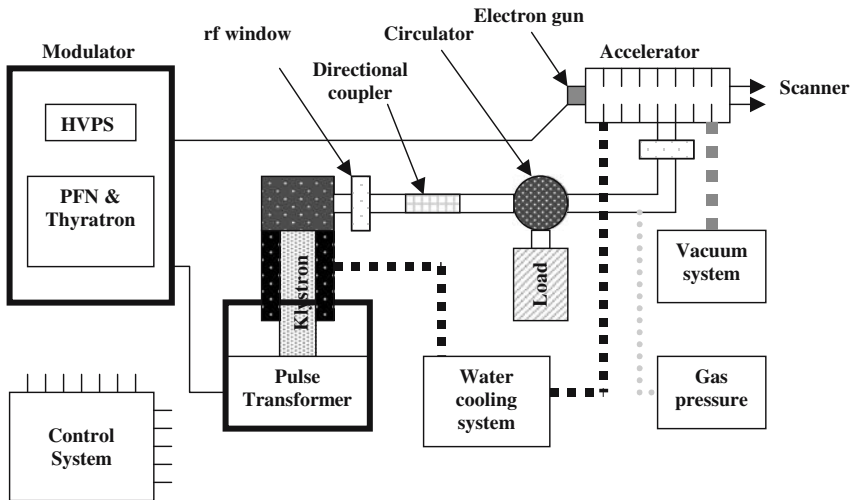 Electron gun
rf window
Circulator
Modulator
Accelerator
Directional
coupler
Scanner
HVPS
PFN &
Thyratron
Klystron
Load
Vacuum
system
Pulse
Transformer
Water
cooling
system
Gas
pressure
Control
System